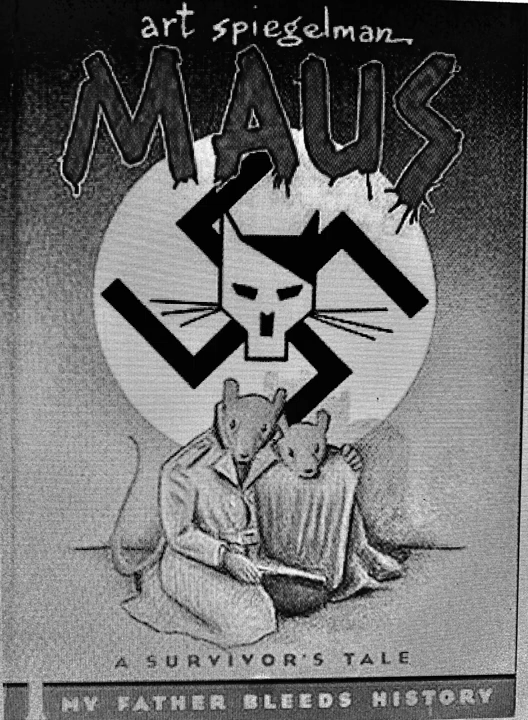 art spiegelman
MAUS
A SURVIVOR'S TALE
I MY FATHER BLEEDS HISTORY